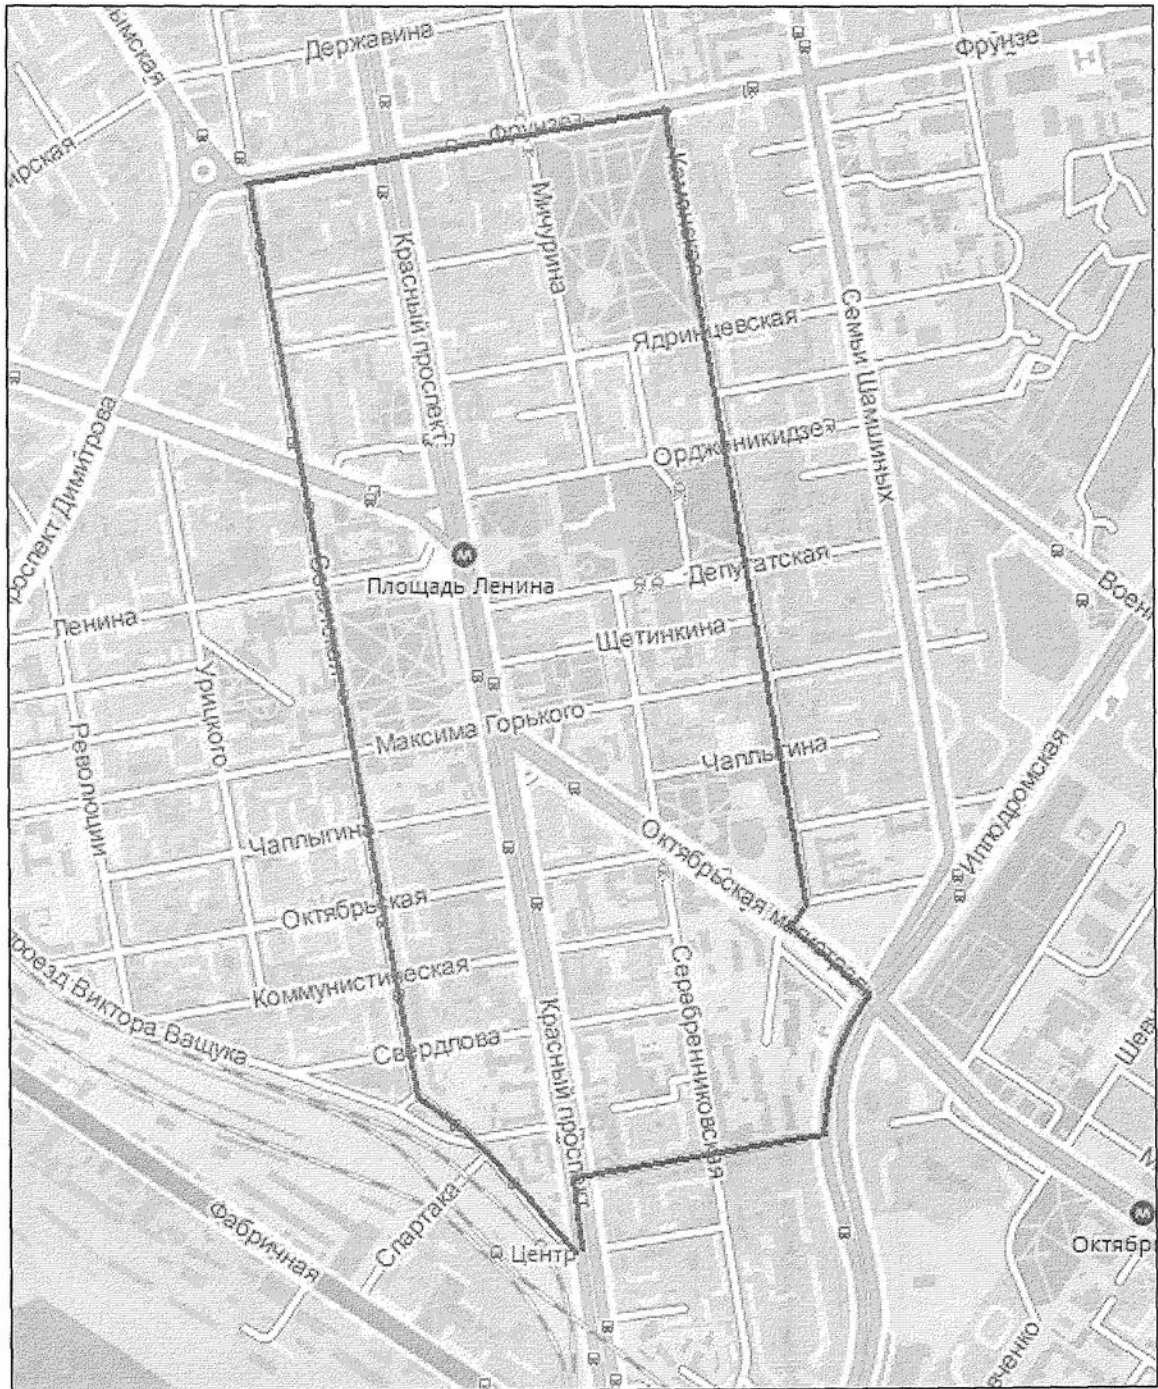 Державина
Фрунзе
Фрунзе
Каменская
Мичурина
Красный проспект
Семьи Шамшиных
Ядринцевская
Орджоникидзе
Проспект Димитрова
Площадь Ленина
Депутатская
Ленина
Щетинкина
Советская
Урицкого
Революции
Максима Горького
Чаплыгина
Чаплыгина
Октябрьская магистраль
Ипподромская
Октябрьская
Коммунистическая
Свердлова
проезд Виктора Ващука
Серебренниковская
Красный проспект
Спартака
Фабричная
Центр
Октябрь